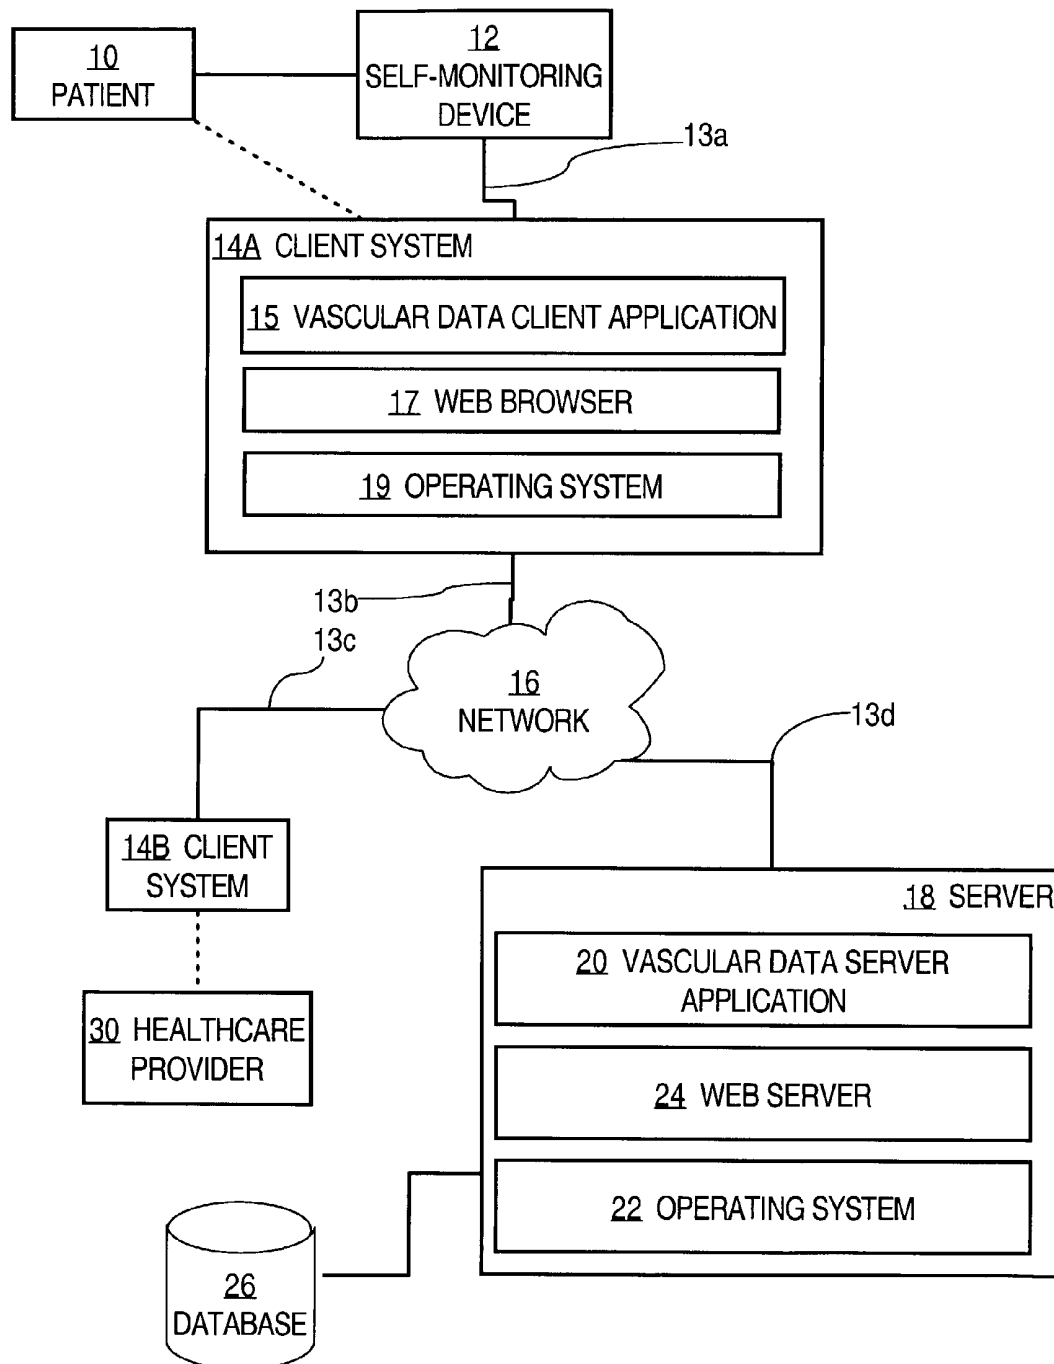 10
PATIENT
12
SELF-MONITORING
DEVICE
13a
14A CLIENT SYSTEM
15 VASCULAR DATA CLIENT APPLICATION
17 WEB BROWSER
19 OPERATING SYSTEM
13b
13c
16
NETWORK
13d
14B CLIENT
SYSTEM
18 SERVER
20 VASCULAR DATA SERVER
APPLICATION
30 HEALTHCARE
PROVIDER
24 WEB SERVER
22 OPERATING SYSTEM
26
DATABASE